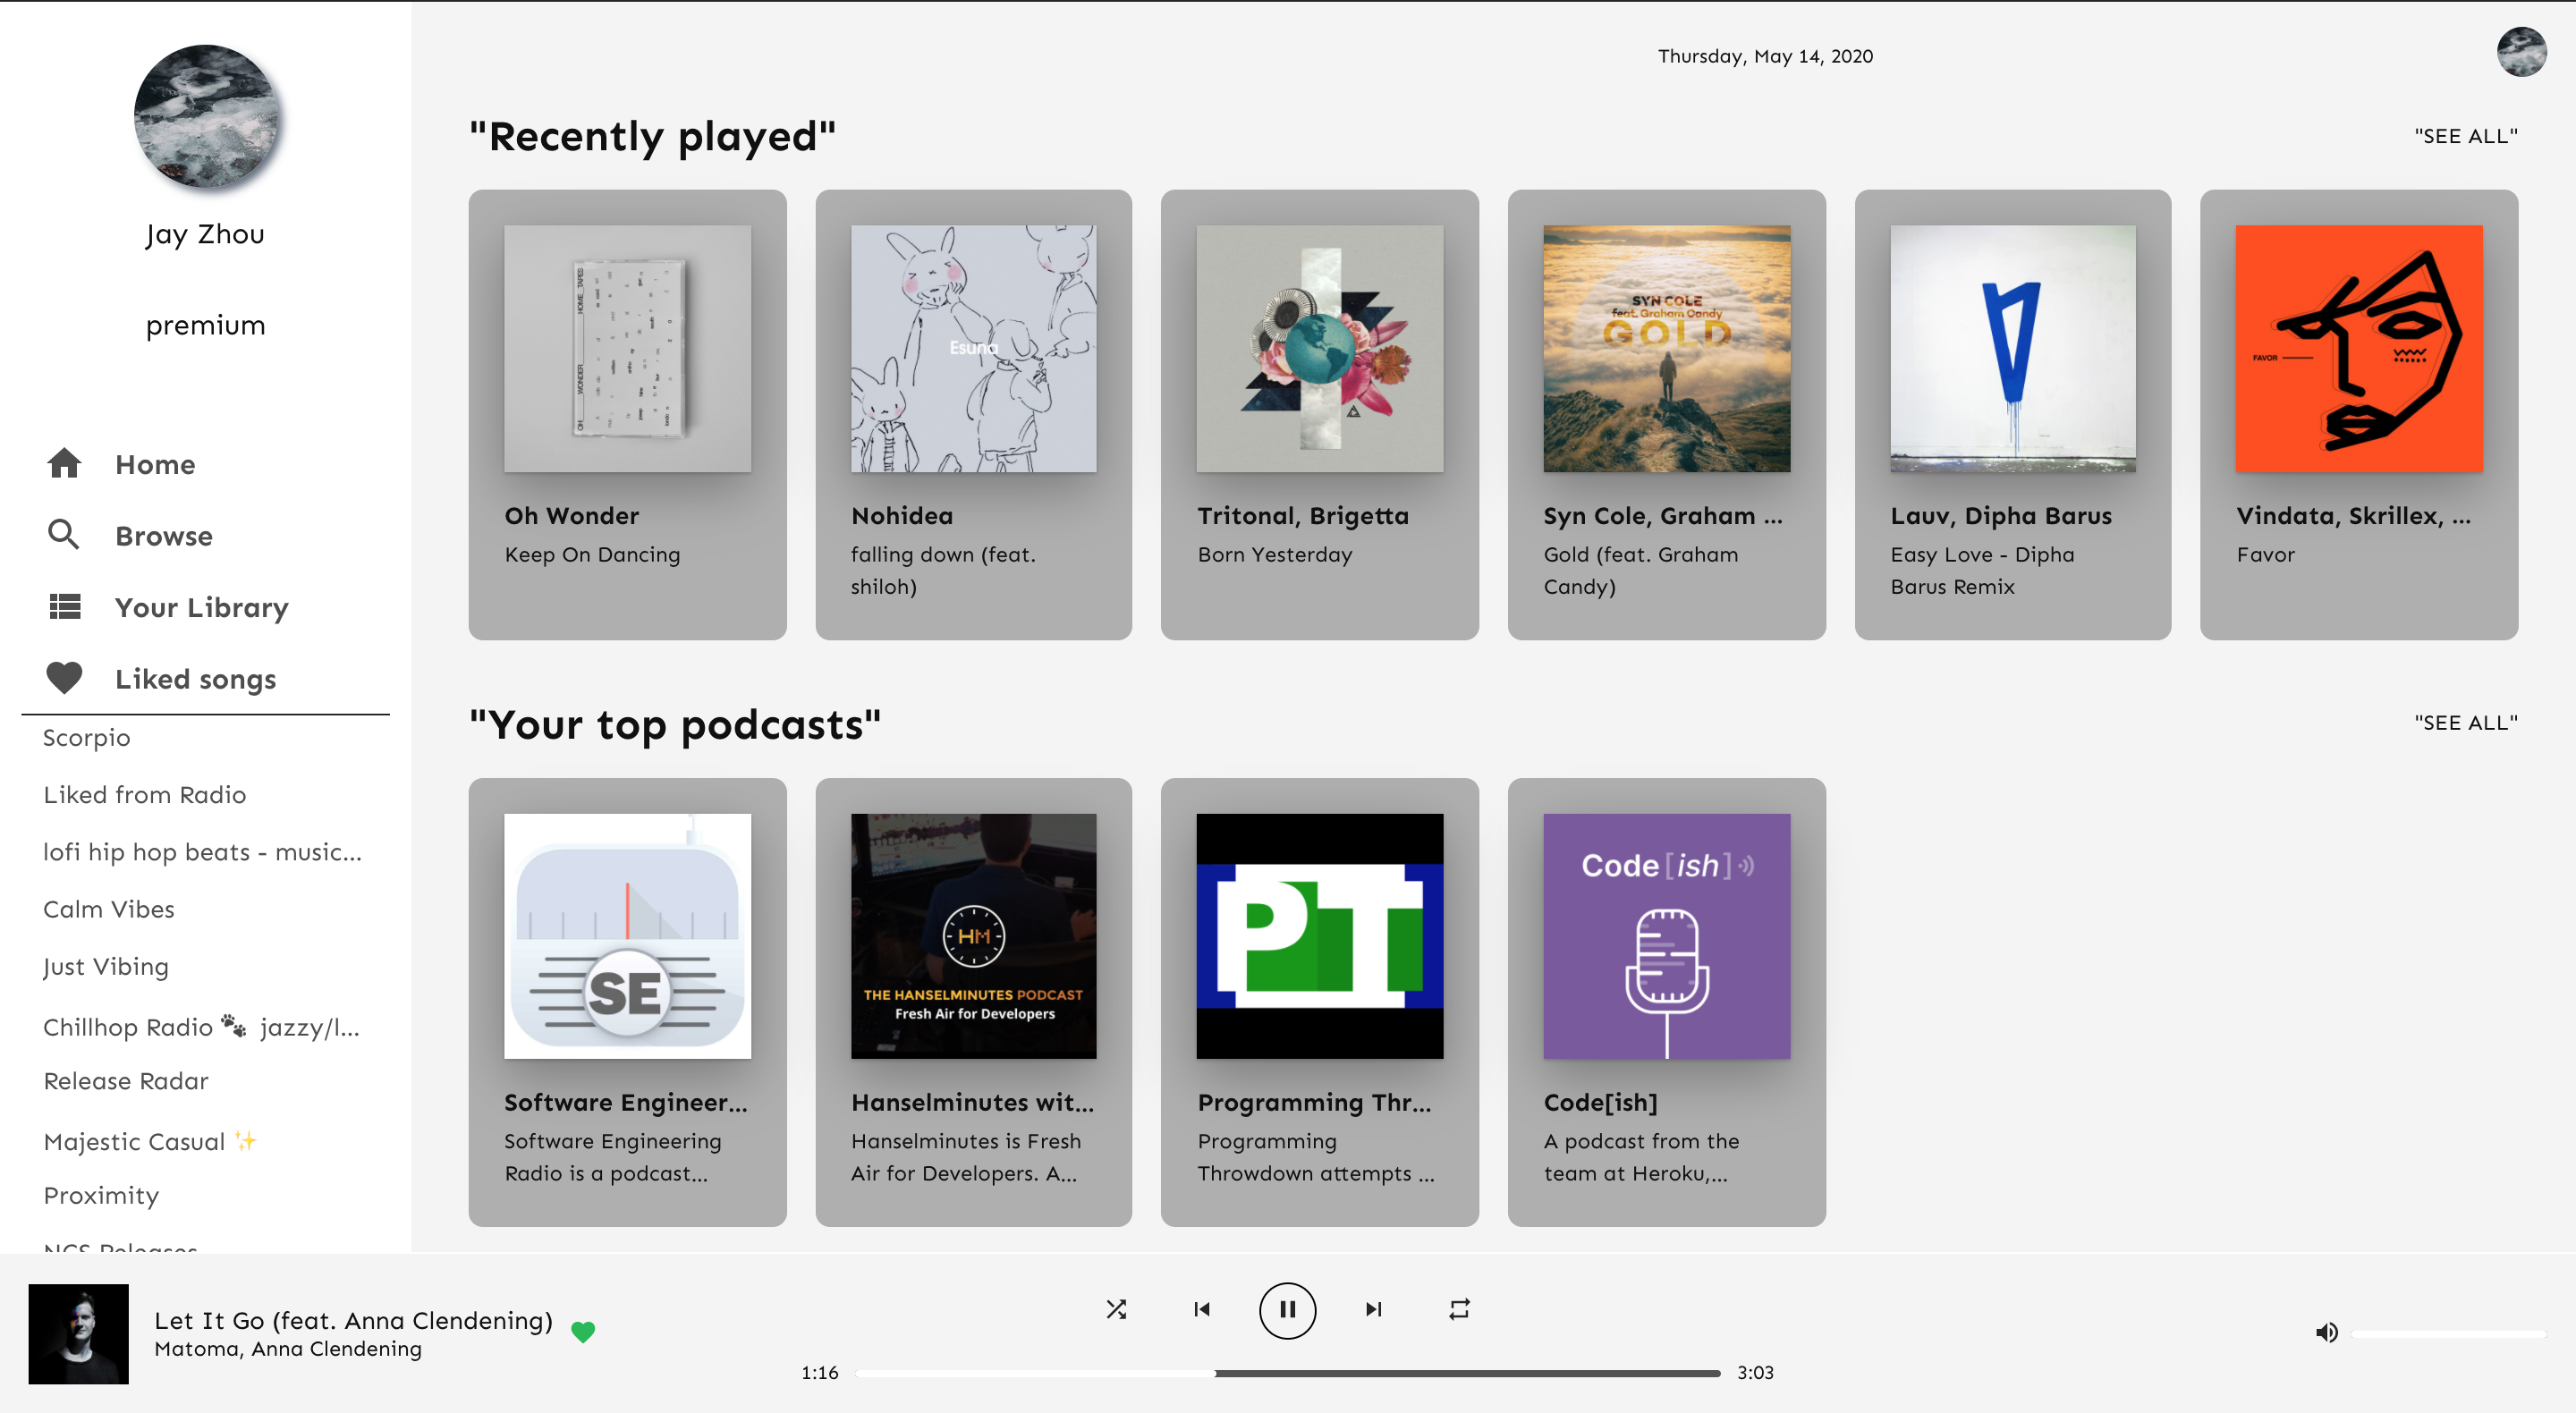 Thursday, May 14, 2020
Jay Zhou
premium
Home
Browse
Your Library
Liked songs
Scorpio
Liked from Radio
lofi hip hop beats - music...
Calm Vibes
Just Vibing
Chillhop Radio 🐾 jazzy/l...
Release Radar
Majestic Casual ✨
Proximity
NCS Releases
"Recently played"
"SEE ALL"
OH WONDER HOME_TAPES
Oh Wonder
Keep On Dancing
Esuna
Nohidea
falling down (feat.
shiloh)
Tritonal, Brigetta
Born Yesterday
SYN COLE
feat. Graham Candy
GOLD
Syn Cole, Graham ...
Gold (feat. Graham
Candy)
Lauv, Dipha Barus
Easy Love - Dipha
Barus Remix
FAVOR
Vindata, Skrillex, ...
Favor
"Your top podcasts"
"SEE ALL"
SE
Software Engineer...
Software Engineering
Radio is a podcast...
HM
THE HANSELMINUTES PODCAST
Fresh Air for Developers
Hanselminutes wit...
Hanselminutes is Fresh
Air for Developers. A...
PT
Programming Thr...
Programming
Throwdown attempts ...
Code[ish]
Code[ish]
A podcast from the
team at Heroku,...
Let It Go (feat. Anna Clendening)
Matoma, Anna Clendening
1:16
3:03